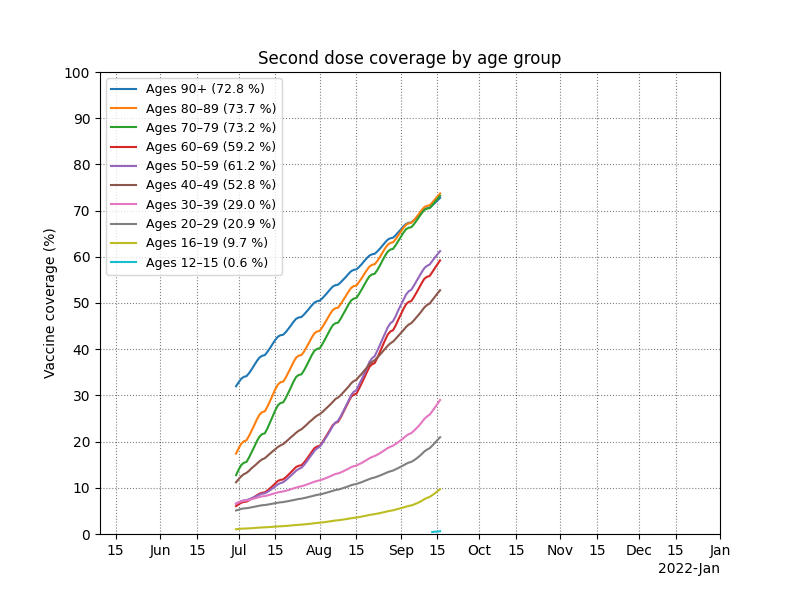 Second dose coverage by age group
Vaccine coverage (%)
100
90
80
70
60
50
40
30
20
10
0
Ages 90+ (72.8 %)
Ages 80–89 (73.7 %)
Ages 70–79 (73.2 %)
Ages 60–69 (59.2 %)
Ages 50–59 (61.2 %)
Ages 40–49 (52.8 %)
Ages 30–39 (29.0 %)
Ages 20–29 (20.9 %)
Ages 16–19 (9.7 %)
Ages 12–15 (0.6 %)
15 Jun 15 Jul 15 Aug 15 Sep 15 Oct 15 Nov 15 Dec 15 Jan
2022-Jan